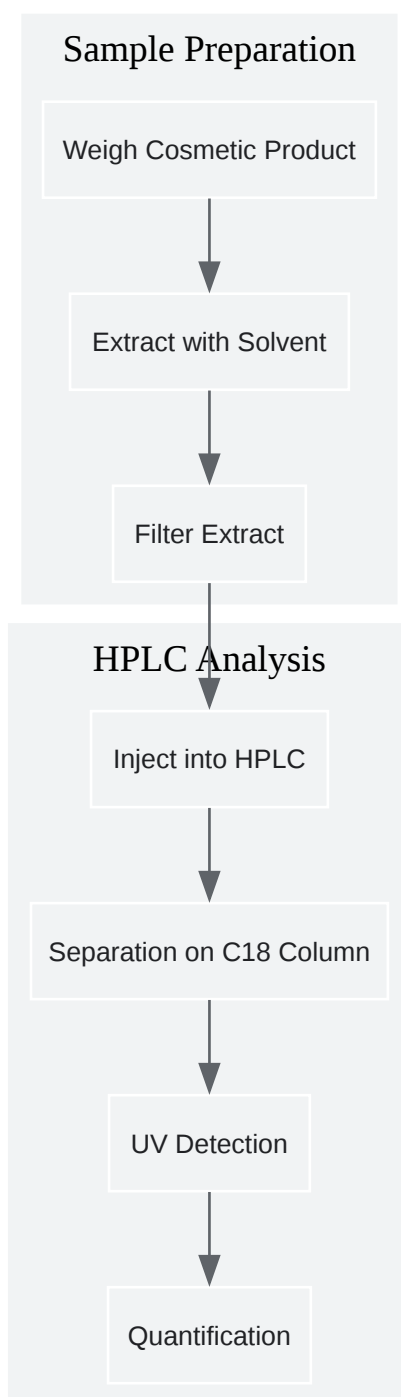 Sample Preparation
Weigh Cosmetic Product
Extract with Solvent
Filter Extract
HPLC Analysis
Inject into HPLC
Separation on C18 Column
UV Detection
Quantification